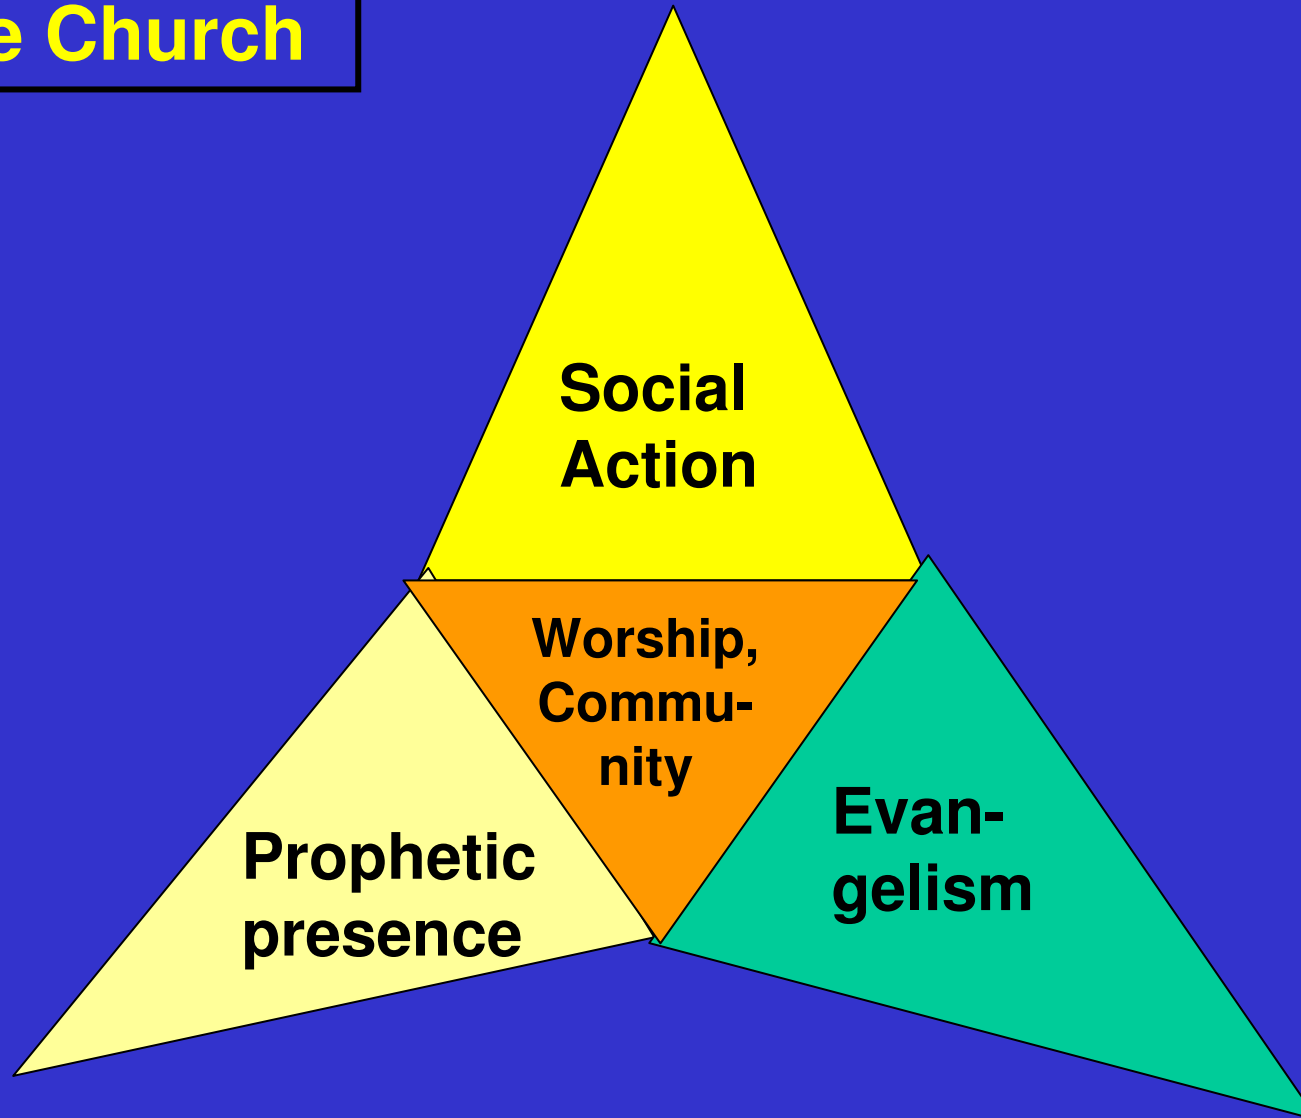 e Church
Social
Action
Worship,
Commu-
nity
Evan-
gelism
Prophetic
presence